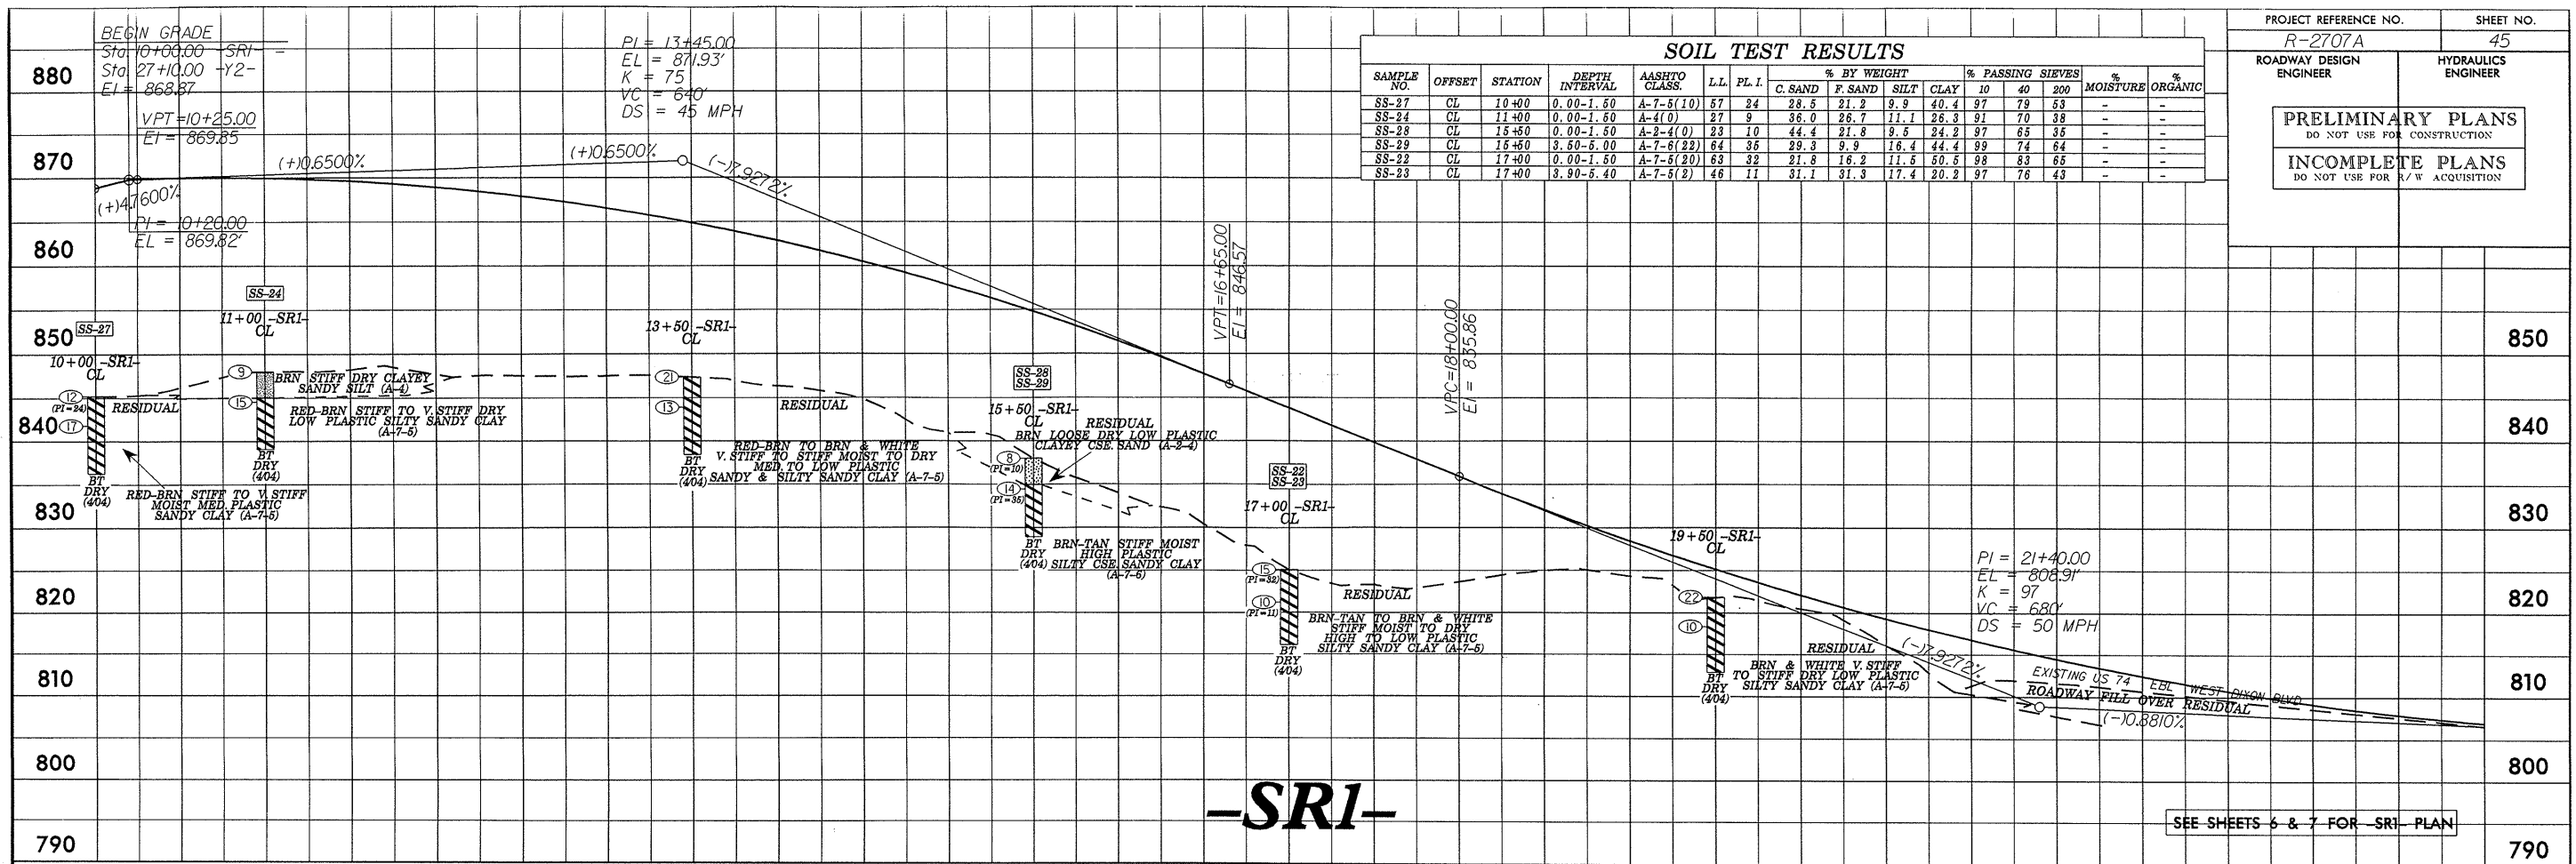 BEGIN GRADE
Sta. 10+00.00 -SR1- =
Sta. 27+10.00 -Y2-
El = 868.87
VPT=10+25.00
El = 869.85
(+)4.7600%
PI = 10+20.00
EL = 869.82'
(+)0.6500%
PI = 13+45.00
EL = 871.93'
K = 75
VC = 640'
DS = 45 MPH
(+)0.6500%
(-)7.9272%
VPT=16+65.00
El = 846.57
VPC=18+00.00
El = 835.86
SOIL TEST RESULTS
SAMPLE NO. OFFSET STATION DEPTH INTERVAL AASHTO CLASS. L.L. PL. I. % BY WEIGHT % PASSING SIEVES % MOISTURE % ORGANIC
C. SAND F. SAND SILT CLAY 10 40 200
SS-27 CL 10+00 0.00-1.50 A-7-5(10) 57 24 28.5 21.2 9.9 40.4 97 79 53 - -
SS-24 CL 11+00 0.00-1.50 A-4(0) 27 9 36.0 26.7 11.1 26.3 91 70 38 - -
SS-28 CL 15+50 0.00-1.50 A-2-4(0) 23 10 44.4 21.8 9.5 24.2 97 65 35 - -
SS-29 CL 15+50 3.50-5.00 A-7-6(22) 64 35 29.3 9.9 16.4 44.4 99 74 64 - -
SS-22 CL 17+00 0.00-1.50 A-7-5(20) 63 32 21.8 16.2 11.5 50.5 98 83 65 - -
SS-23 CL 17+00 3.90-5.40 A-7-5(2) 46 11 31.1 31.3 17.4 20.2 97 76 43 - -
PROJECT REFERENCE NO. SHEET NO.
R-2707A 45
ROADWAY DESIGN ENGINEER
HYDRAULICS ENGINEER
PRELIMINARY PLANS
DO NOT USE FOR CONSTRUCTION
INCOMPLETE PLANS
DO NOT USE FOR R/W ACQUISITION
880
870
860
850
840
830
820
810
800
790
850
840
830
820
810
800
790
SS-27
10+00 -SR1-
CL
12
(PI=24)
17
RESIDUAL
BT
DRY
(4/04)
RED-BRN STIFF TO V. STIFF
MOIST MED. PLASTIC
SANDY CLAY (A-7-5)
SS-24
11+00 -SR1-
CL
9
15
BRN STIFF DRY CLAYEY
SANDY SILT (A-4)
RED-BRN STIFF TO V. STIFF DRY
LOW PLASTIC SILTY SANDY CLAY
(A-7-5)
BT
DRY
(4/04)
13+50 -SR1-
CL
21
13
RESIDUAL
RED-BRN TO BRN & WHITE
V. STIFF TO STIFF MOIST TO DRY
MED. TO LOW PLASTIC
SANDY & SILTY SANDY CLAY (A-7-5)
BT
DRY
(4/04)
SS-28
SS-29
15+50 -SR1-
CL
RESIDUAL
BRN LOOSE DRY LOW PLASTIC
CLAYEY CSE. SAND (A-2-4)
8
(PI=10)
14
(PI=35)
BT
DRY
(4/04)
BRN-TAN STIFF MOIST
HIGH PLASTIC
SILTY CSE. SANDY CLAY
(A-7-6)
SS-22
SS-23
17+00 -SR1-
CL
15
(PI=32)
10
(PI=11)
RESIDUAL
BRN-TAN TO BRN & WHITE
STIFF MOIST TO DRY
HIGH TO LOW PLASTIC
SILTY SANDY CLAY (A-7-5)
BT
DRY
(4/04)
19+50 -SR1-
CL
22
10
BT
DRY
(4/04)
RESIDUAL
BRN & WHITE V. STIFF
TO STIFF DRY LOW PLASTIC
SILTY SANDY CLAY (A-7-5)
PI = 21+40.00
EL = 808.91'
K = 97
VC = 680'
DS = 50 MPH
(-)7.9272%
EXISTING US 74 EBL WEST DIXON BLVD
ROADWAY FILL OVER RESIDUAL
(-)0.8810%
-SR1-
SEE SHEETS 6 & 7 FOR -SR1- PLAN